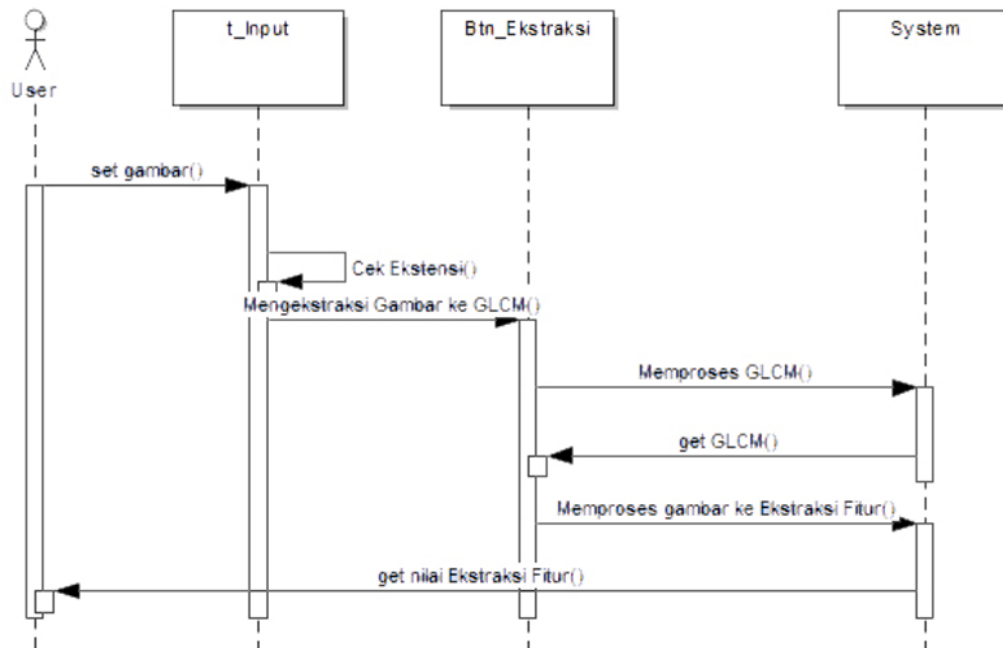 User
t_Input
Btn_Ekstraksi
System
set gambar()
Cek Ekstensi()
Mengekstraksi Gambar ke GLCM()
Memproses GLCM()
get GLCM()
Memproses gambar ke Ekstraksi Fitur()
get nilai Ekstraksi Fitur()